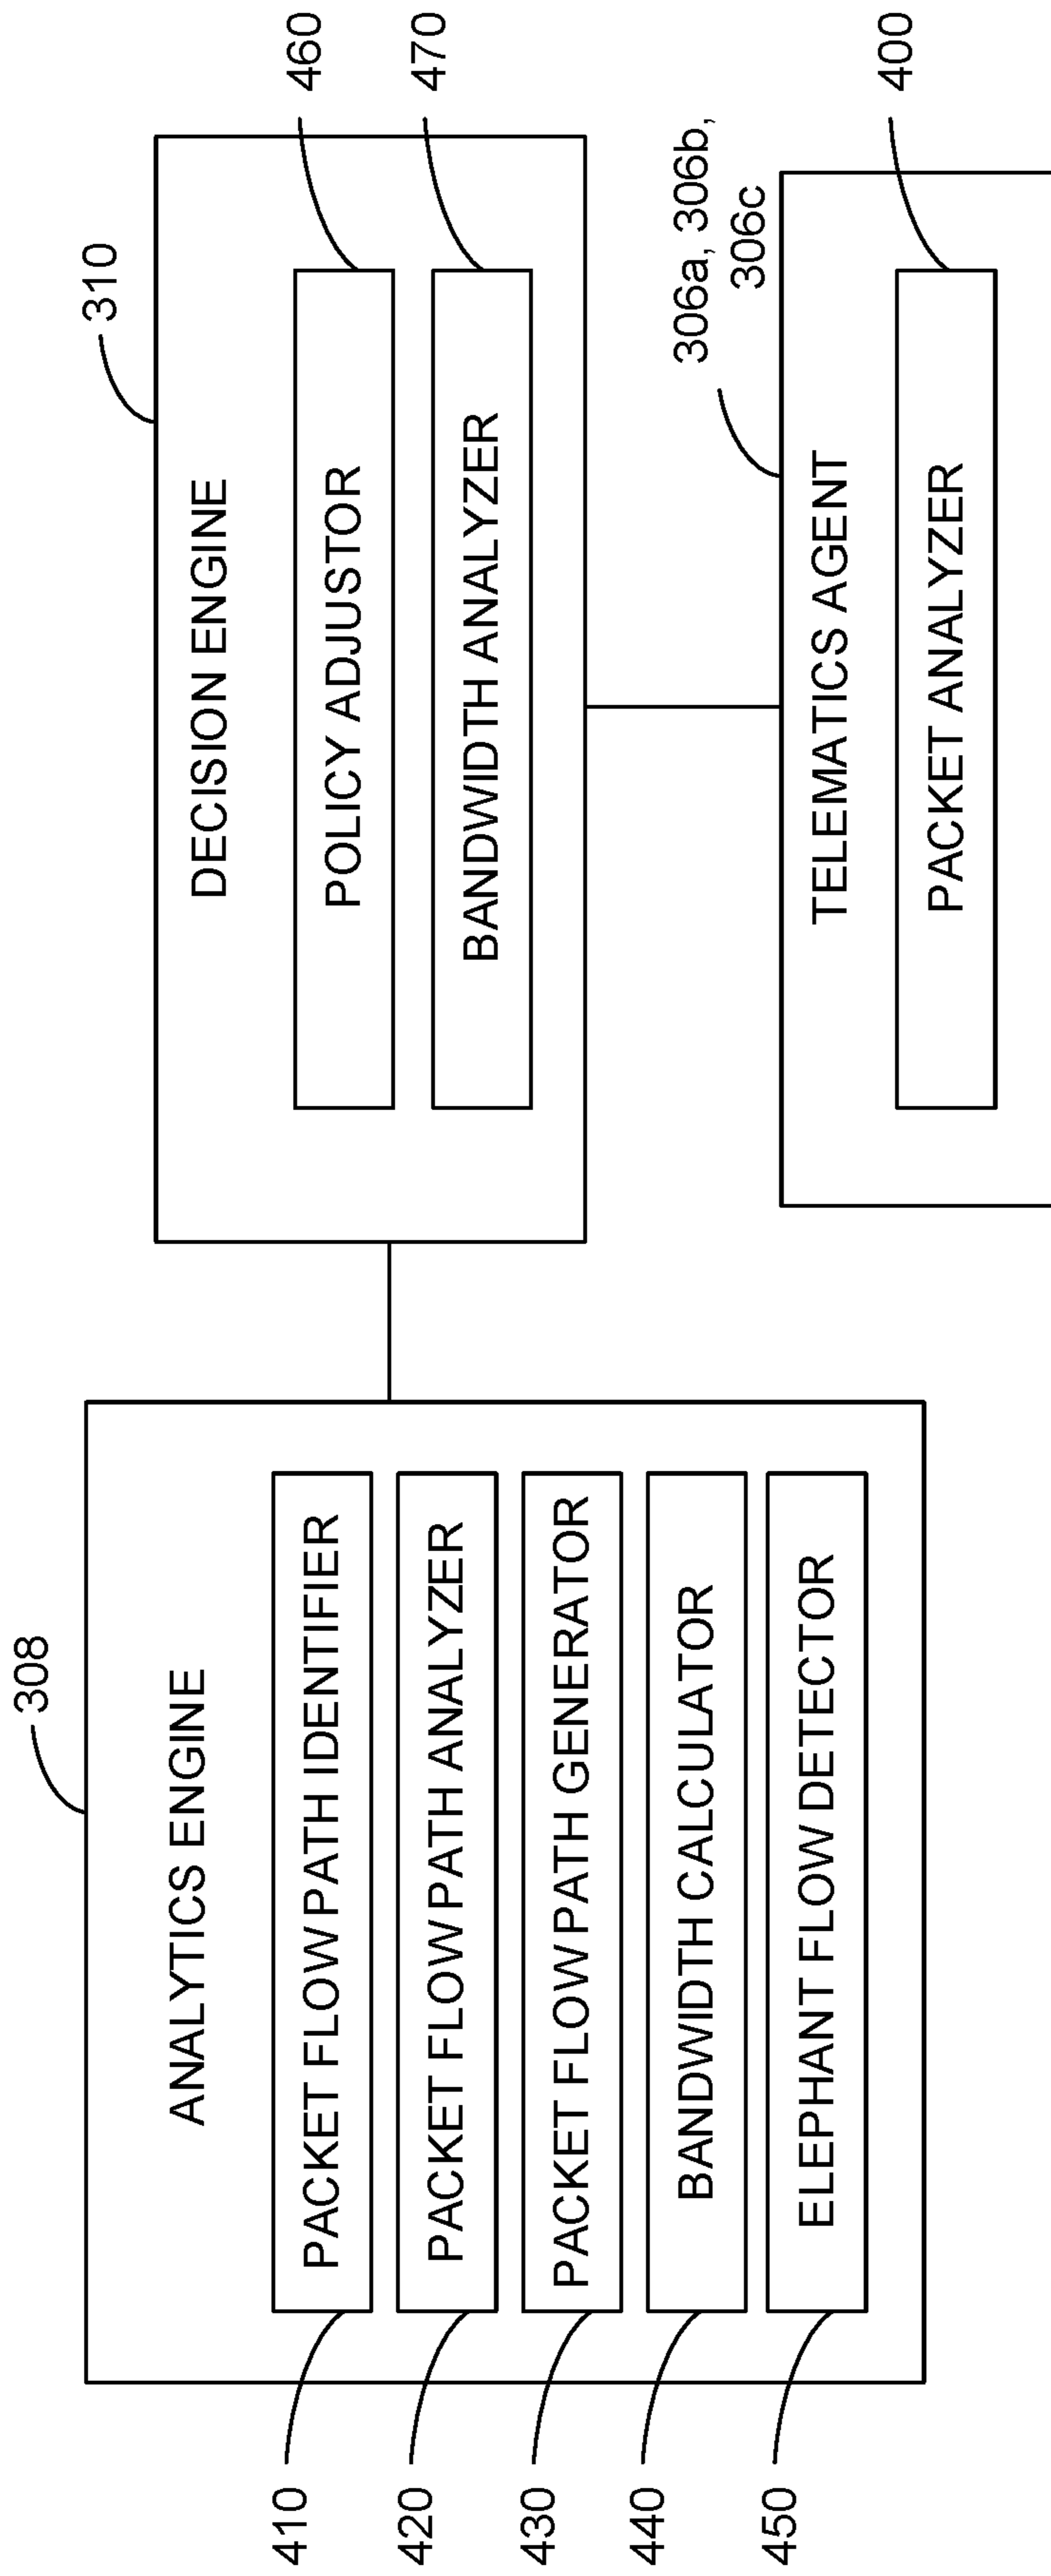 308
ANALYTICS ENGINE
410
PACKET FLOW PATH IDENTIFIER
420
PACKET FLOW PATH ANALYZER
430
PACKET FLOW PATH GENERATOR
440
BANDWIDTH CALCULATOR
450
ELEPHANT FLOW DETECTOR
310
DECISION ENGINE
POLICY ADJUSTOR
460
BANDWIDTH ANALYZER
470
306a, 306b,
306c
TELEMATICS AGENT
PACKET ANALYZER
400